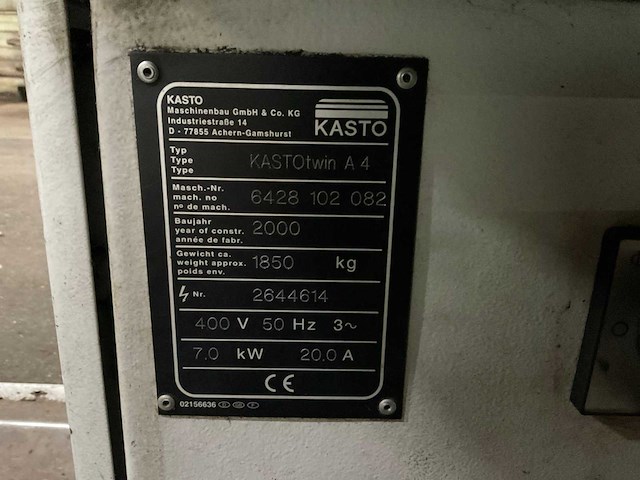 KASTO
Maschinenbau GmbH & Co. KG
Industriestraße 14
D - 77855 Achern-Gamshurst
KASTO
Typ
Type
Type
KASTOtwin A 4
Masch.-Nr.
mach. no
nº de mach.
6428 102 082
Baujahr
year of constr.
année de fabr.
2000
Gewicht ca.
weight approx.
poids env.
1850 kg
Nr. 2644614
400 V 50 Hz 3~
7.0 kW 20.0 A
CE
02156636 D GB F